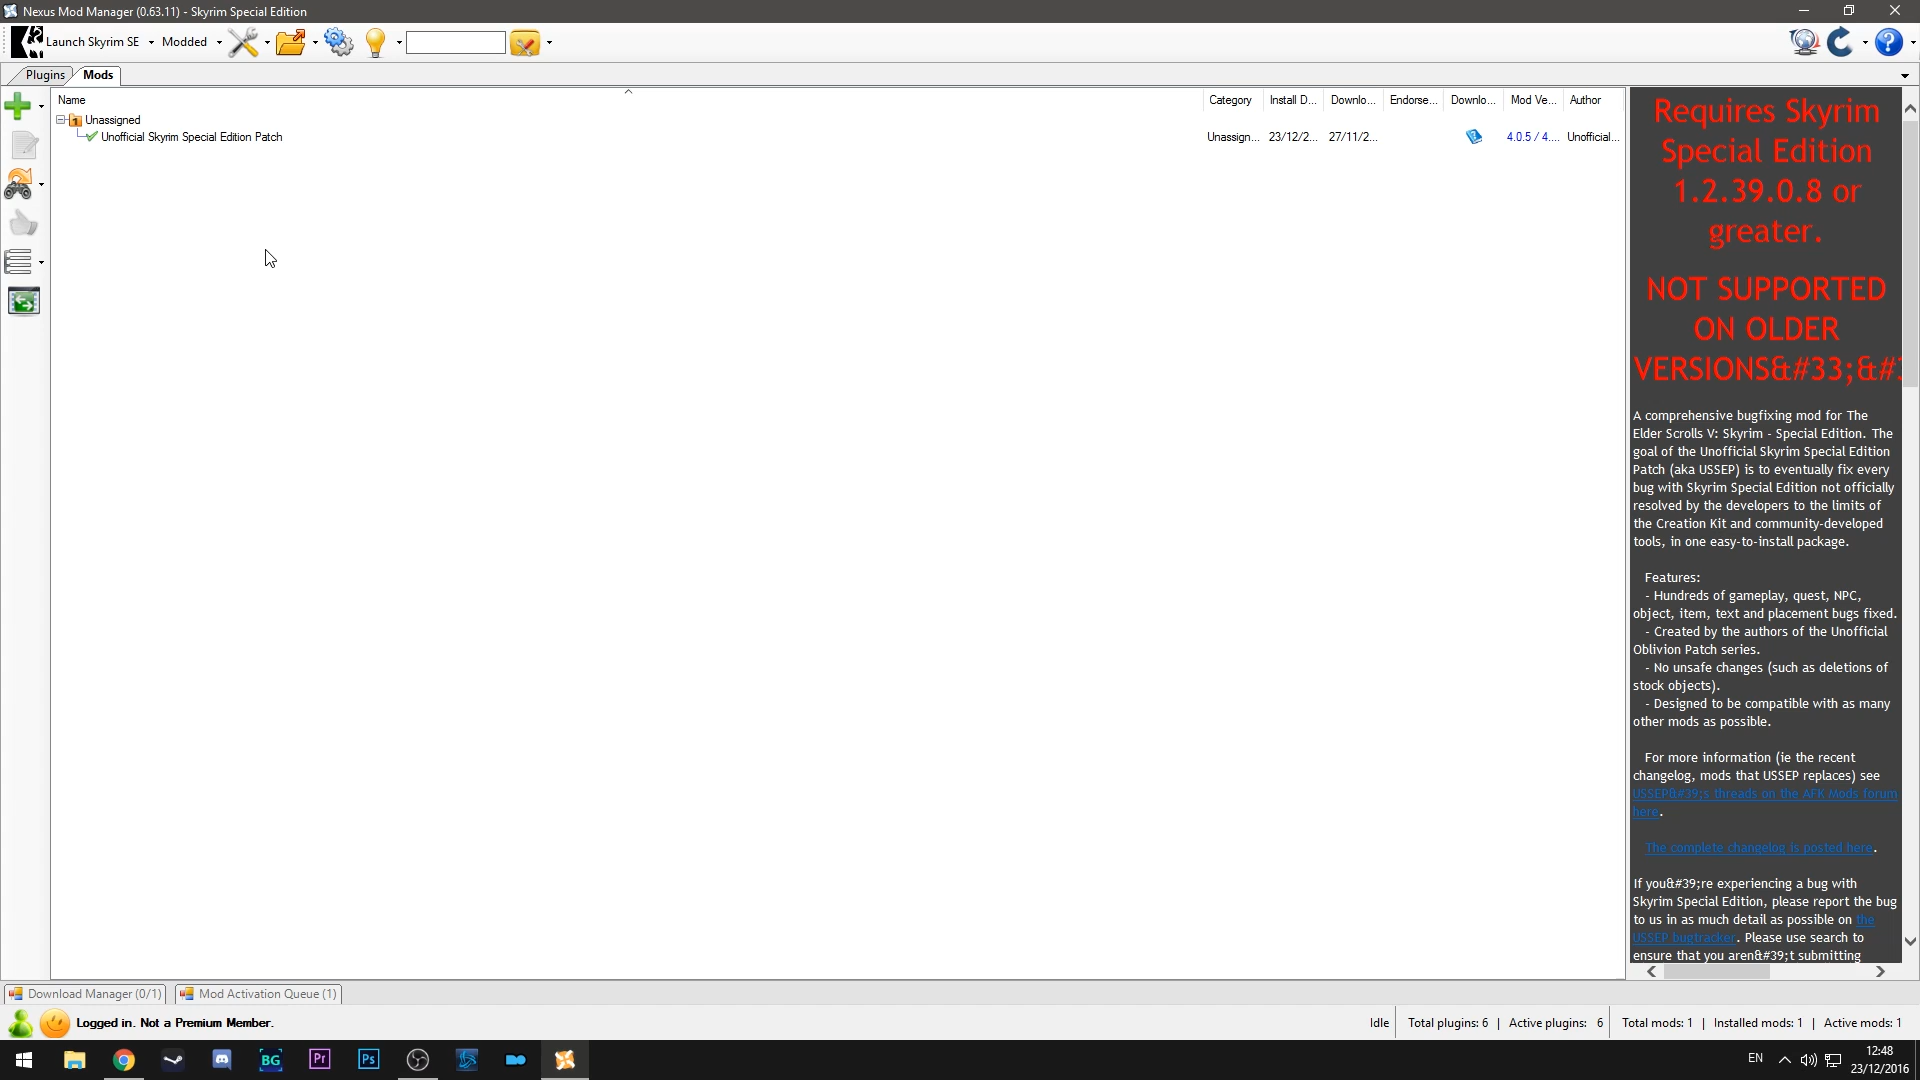 Nexus Mod Manager (0.63.11) - Skyrim Special Edition
Launch Skyrim SE
Modded
Plugins
Mods
Name
Category
Install D...
Downlo...
Endorse...
Downlo...
Mod Ve...
Author
Unassigned
Unofficial Skyrim Special Edition Patch
Unassign...
23/12/2...
27/11/2...
4.0.5 / 4....
Unofficial...
Requires Skyrim
Special Edition
1.2.39.0.8 or
greater.
NOT SUPPORTED
ON OLDER
VERSIONS&#33;&#
A comprehensive bugfixing mod for The
Elder Scrolls V: Skyrim - Special Edition. The
goal of the Unofficial Skyrim Special Edition
Patch (aka USSEP) is to eventually fix every
bug with Skyrim Special Edition not officially
resolved by the developers to the limits of
the Creation Kit and community-developed
tools, in one easy-to-install package.
Features:
- Hundreds of gameplay, quest, NPC,
object, item, text and placement bugs fixed.
- Created by the authors of the Unofficial
Oblivion Patch series.
- No unsafe changes (such as deletions of
stock objects).
- Designed to be compatible with as many
other mods as possible.
For more information (ie the recent
changelog, mods that USSEP replaces) see
USSEP&#39;s threads on the AFK Mods forum
here.
The complete changelog is posted here.
If you&#39;re experiencing a bug with
Skyrim Special Edition, please report the bug
to us in as much detail as possible on the
USSEP bugtracker. Please use search to
ensure that you aren&#39;t submitting
Download Manager (0/1)
Mod Activation Queue (1)
Logged in. Not a Premium Member.
Idle
Total plugins: 6 | Active plugins: 6
Total mods: 1 | Installed mods: 1 | Active mods: 1
BG
Pr
Ps
EN
12:48
23/12/2016